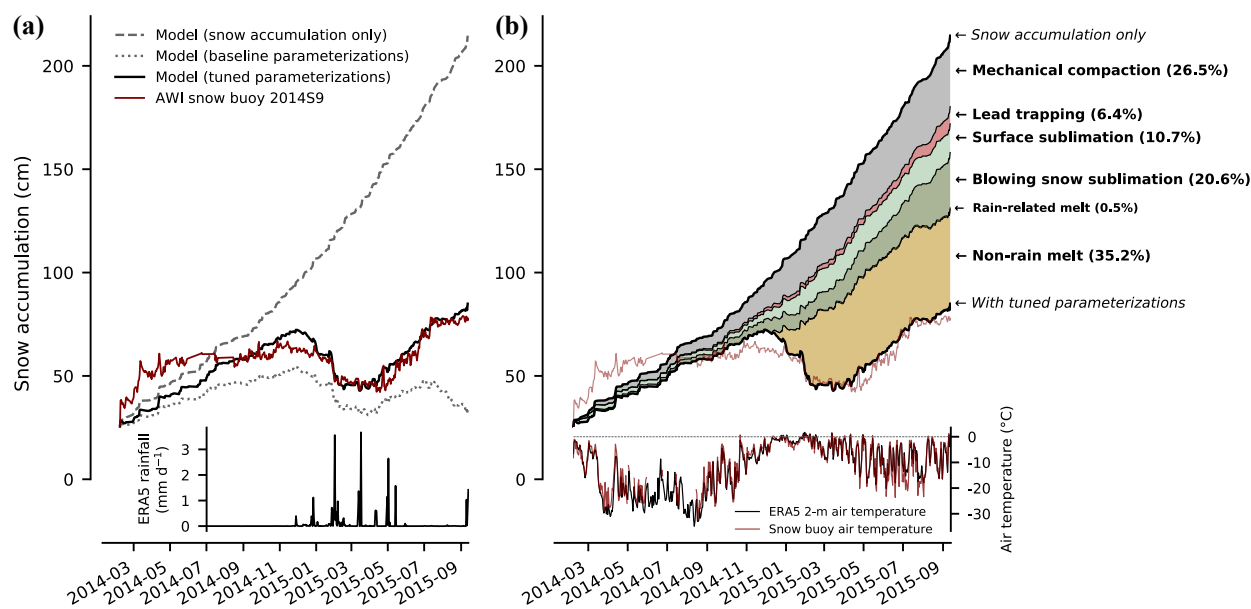 (a)
Model (snow accumulation only)
Model (baseline parameterizations)
Model (tuned parameterizations)
AWI snow buoy 2014S9
Snow accumulation (cm)
200
150
100
50
0
ERA5 rainfall
(mm d⁻¹)
3
2
1
0
2014-03
2014-05
2014-07
2014-09
2014-11
2015-01
2015-03
2015-05
2015-07
2015-09
(b)
200
150
100
50
0
← Snow accumulation only
← Mechanical compaction (26.5%)
← Lead trapping (6.4%)
← Surface sublimation (10.7%)
← Blowing snow sublimation (20.6%)
← Rain-related melt (0.5%)
← Non-rain melt (35.2%)
← With tuned parameterizations
0
-10
-20
-30
Air temperature (°C)
ERA5 2-m air temperature
Snow buoy air temperature
2014-03
2014-05
2014-07
2014-09
2014-11
2015-01
2015-03
2015-05
2015-07
2015-09